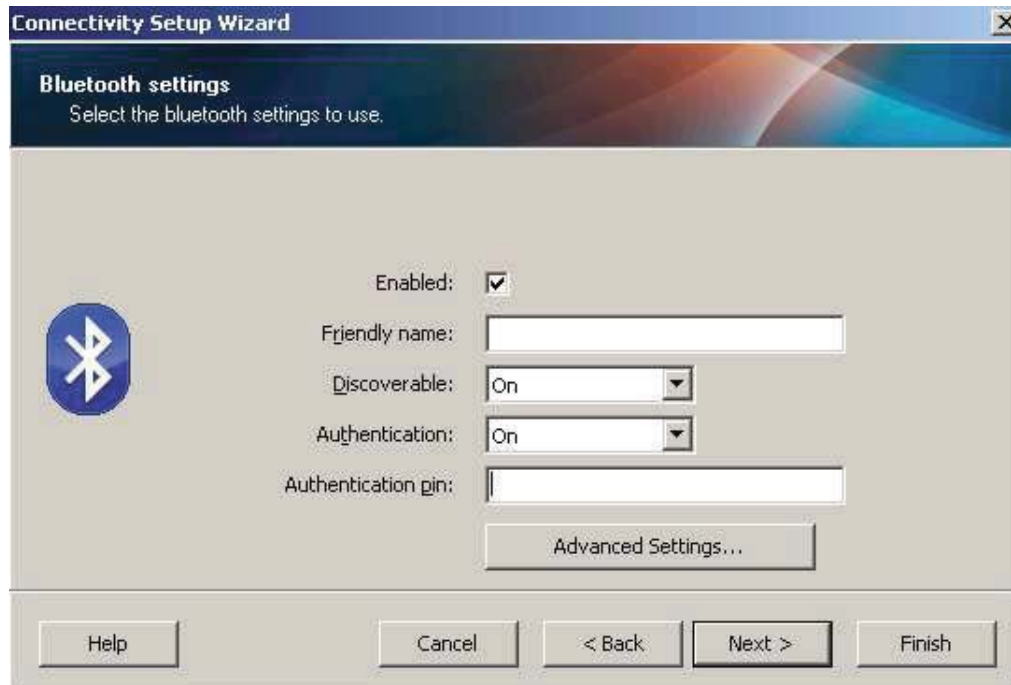 Connectivity Setup Wizard
Bluetooth settings
Select the bluetooth settings to use.
Enabled:
Friendly name:
Discoverable: On
Authentication: On
Authentication pin:
Advanced Settings...
Help Cancel < Back Next > Finish